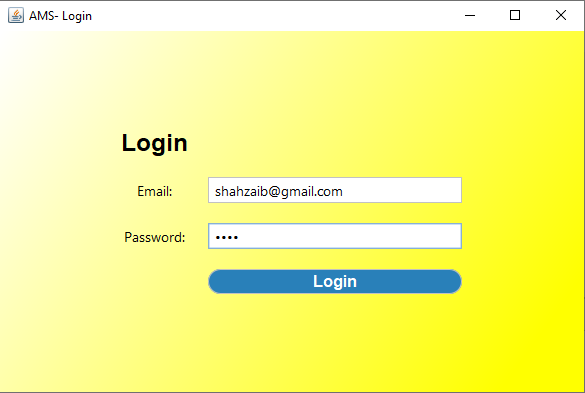 AMS- Login
Login
Email: shahzaib@gmail.com
Password: ••••
Login